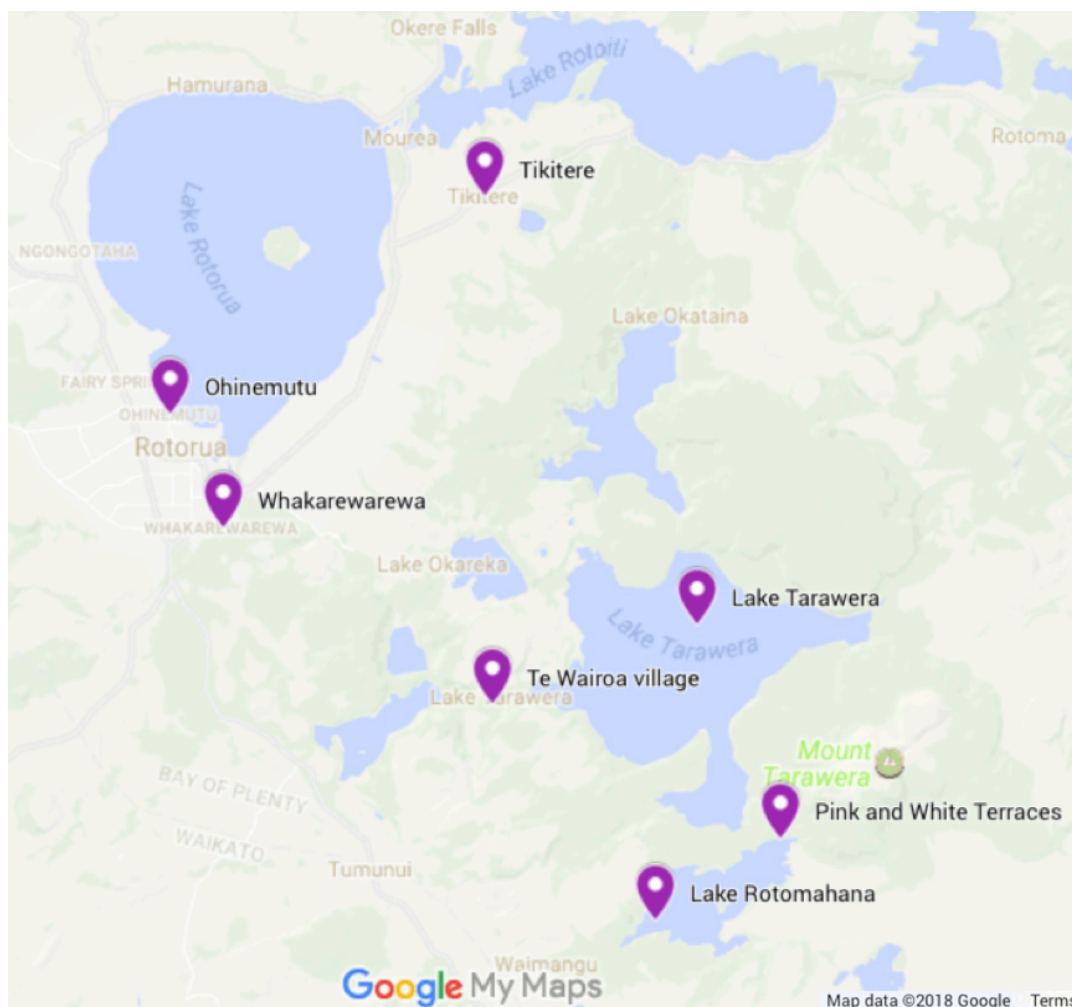 Okere Falls
Lake Rotoiti
Hamurana
Mourea
Rotoma
Tikitere
Tikitere
Lake Rotorua
NGONGOTAHA
Lake Okataina
FAIRY SPRI
Ohinemutu
OHINEMUTU
Rotorua
Whakarewarewa
WHAKAREWAREWA
Lake Okareka
Lake Tarawera
Lake Tarawera
Te Wairoa village
Lake Tarawera
Mount
Tarawera
BAY OF PLENTY
WAIKATO
Pink and White Terraces
Tumunui
Lake Rotomahana
Waimangu
Google My Maps
Map data ©2018 Google Terms